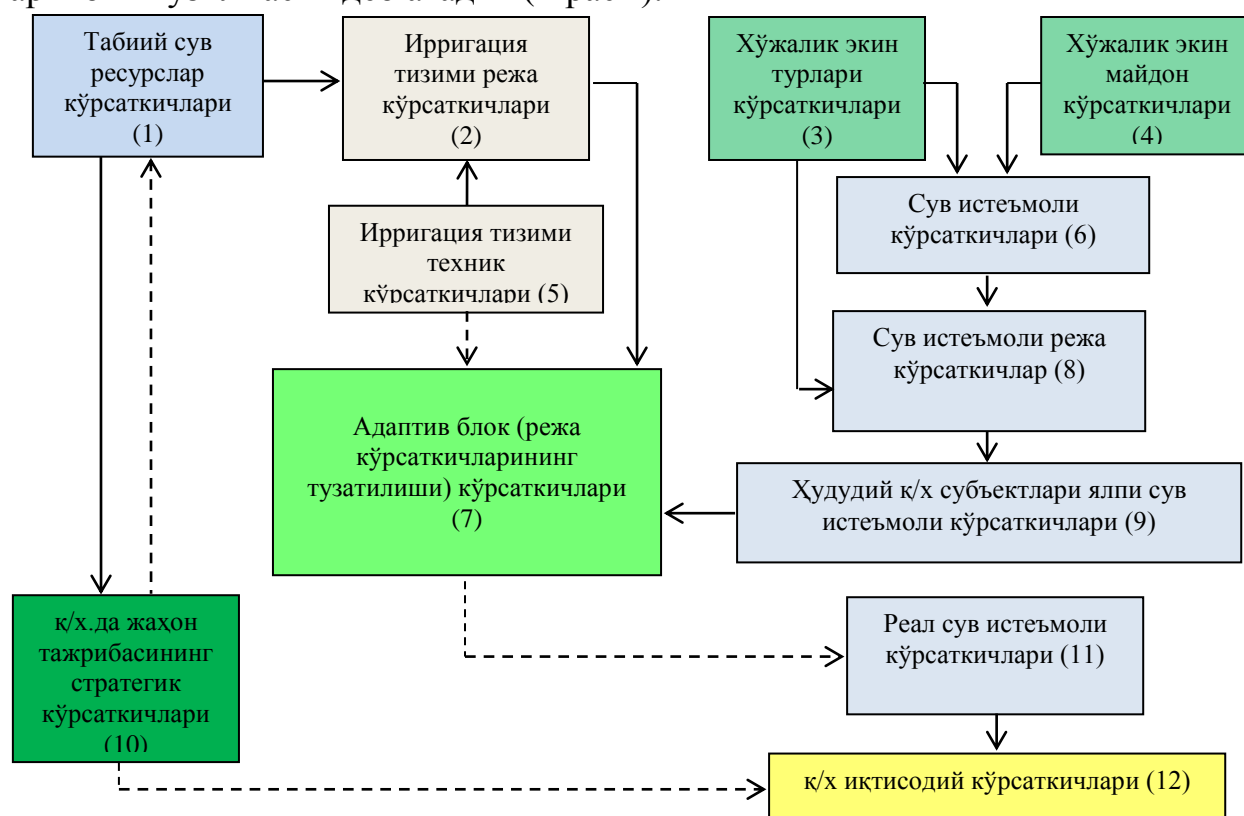 Табиий сув
ресурслар
кўрсаткичлари
(1)
Ирригация
тизими режа
кўрсаткичлари
(2)
Хўжалик экин
турлари
кўрсаткичлари
(3)
Хўжалик экин
майдон
кўрсаткичлари
(4)
Ирригация тизими
техник
кўрсаткичлари (5)
Сув истеъмоли
кўрсаткичлари (6)
Сув истеъмоли режа
кўрсаткичлар (8)
Адаптив блок (режа
кўрсаткичларининг
тузатилиши) кўрсаткичлари
(7)
Ҳудудий қ/х субъектлари ялпи сув
истеъмоли кўрсаткичлари (9)
қ/х.да жаҳон
тажрибасининг
стратегик
кўрсаткичлари
(10)
Реал сув истеъмоли
кўрсаткичлари (11)
қ/х иқтисодий кўрсаткичлари (12)